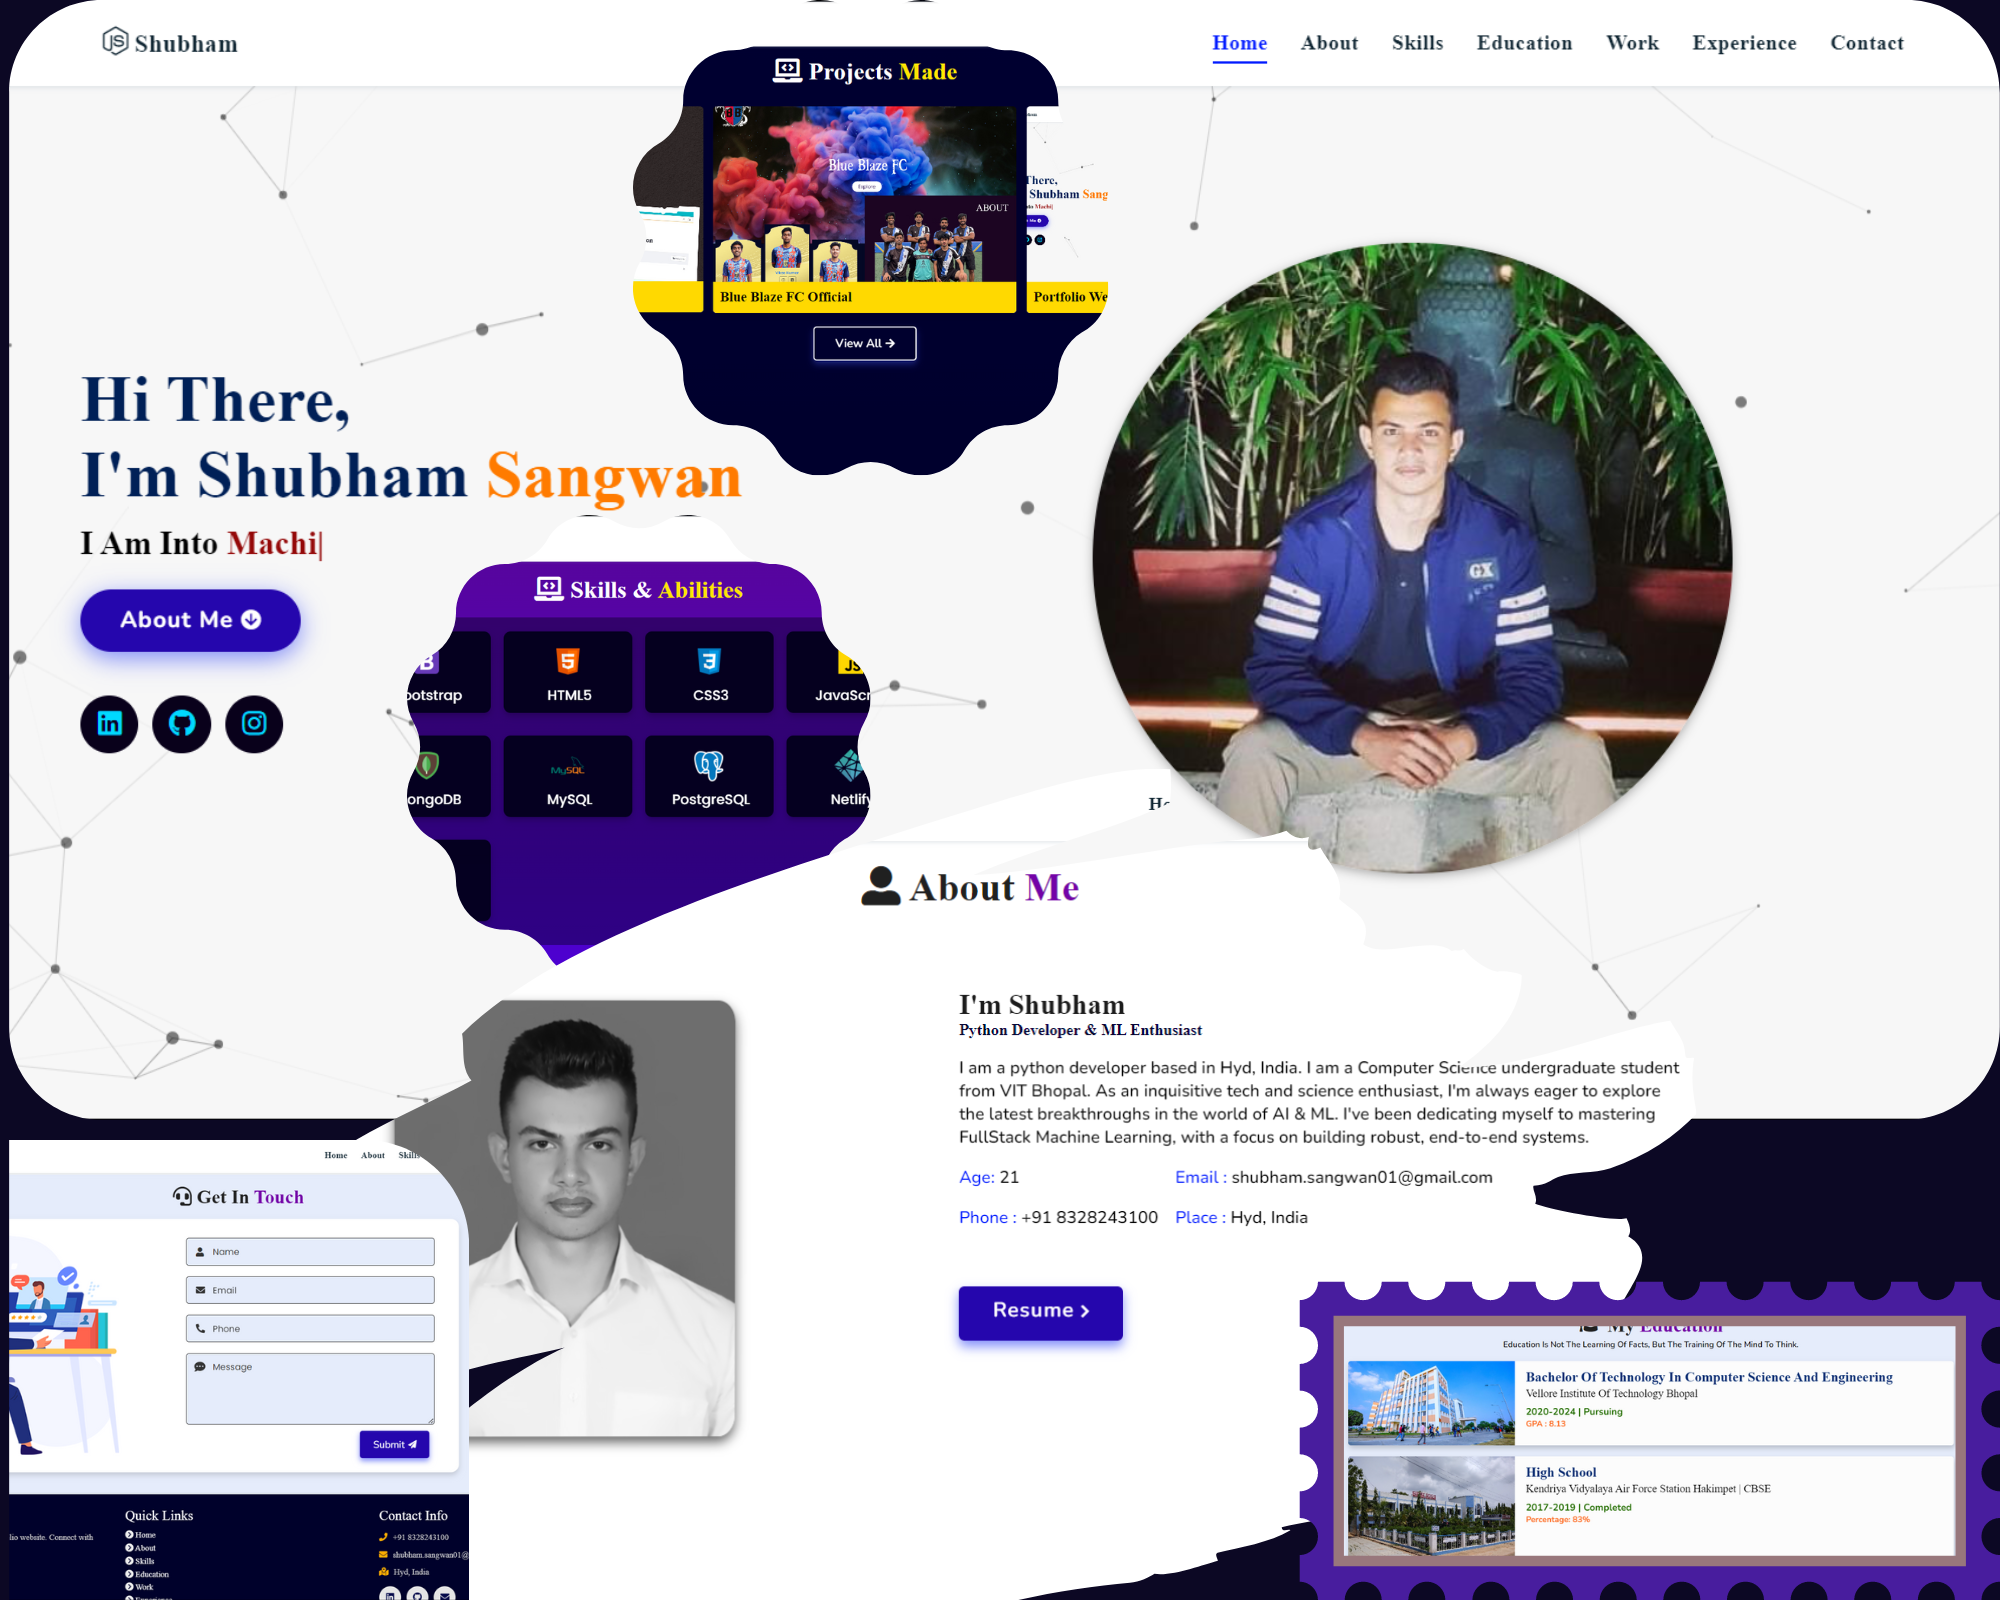 Shubham
Home About Skills Education Work Experience Contact
Projects Made
Blue Blaze FC
Explore
ABOUT
There,
Shubham Sang
Blue Blaze FC Official
Portfolio We
View All
Hi There,
I'm Shubham Sangwan
I Am Into Machi|
About Me
GX
Skills & Abilities
B
5
3
JS
ootstrap
HTML5
CSS3
JavaScr
MySQL
ongoDB
MySQL
PostgreSQL
Netlify
About Me
I'm Shubham
Python Developer & ML Enthusiast
I am a python developer based in Hyd, India. I am a Computer Science undergraduate student
from VIT Bhopal. As an inquisitive tech and science enthusiast, I'm always eager to explore
the latest breakthroughs in the world of AI & ML. I've been dedicating myself to mastering
FullStack Machine Learning, with a focus on building robust, end-to-end systems.
Age: 21
Email : shubham.sangwan01@gmail.com
Phone : +91 8328243100
Place : Hyd, India
Resume
Home About Skills
Get In Touch
Name
Email
Phone
Message
Submit
lio website. Connect with
Quick Links
Home
About
Skills
Education
Work
Experience
Contact Info
+91 8328243100
shubham.sangwan01@
Hyd, India
My Education
Education Is Not The Learning Of Facts, But The Training Of The Mind To Think.
Bachelor Of Technology In Computer Science And Engineering
Vellore Institute Of Technology Bhopal
2020-2024 | Pursuing
GPA : 8.13
High School
Kendriya Vidyalaya Air Force Station Hakimpet | CBSE
2017-2019 | Completed
Percentage: 83%